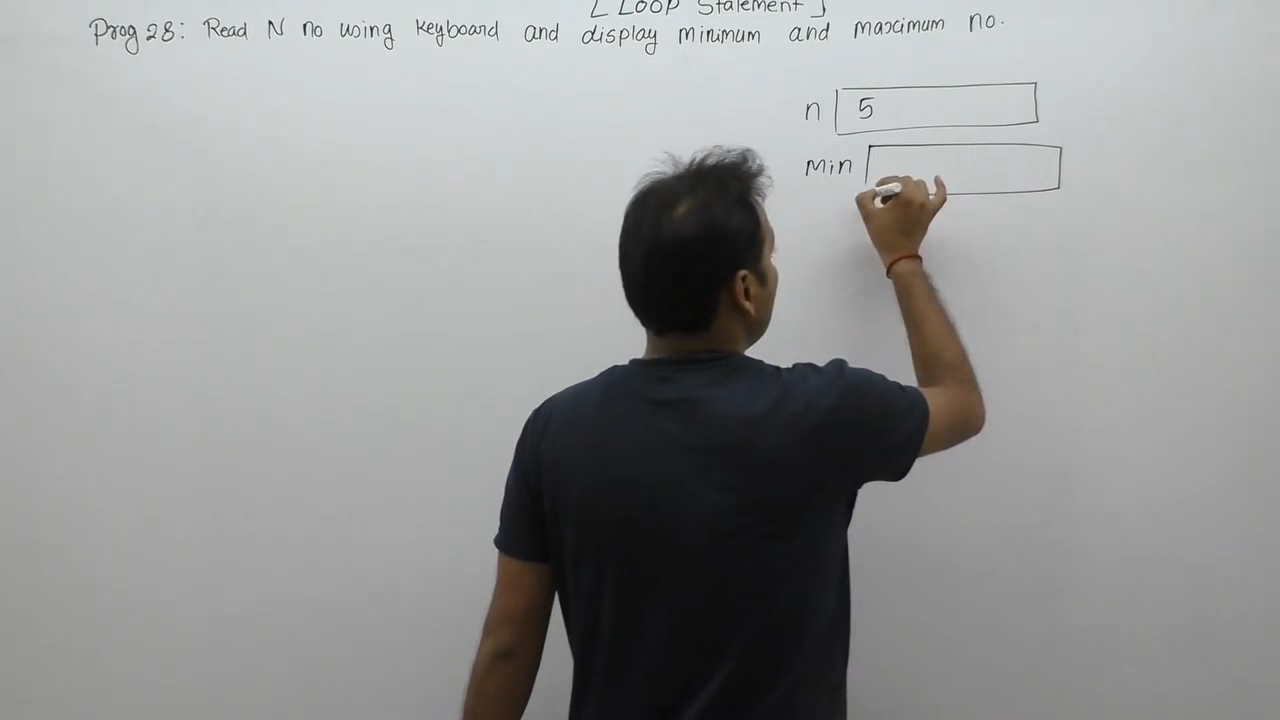 [ Loop Statement ]
Prog 28: Read N no using keyboard and display minimum and maximum no.
n 5
min